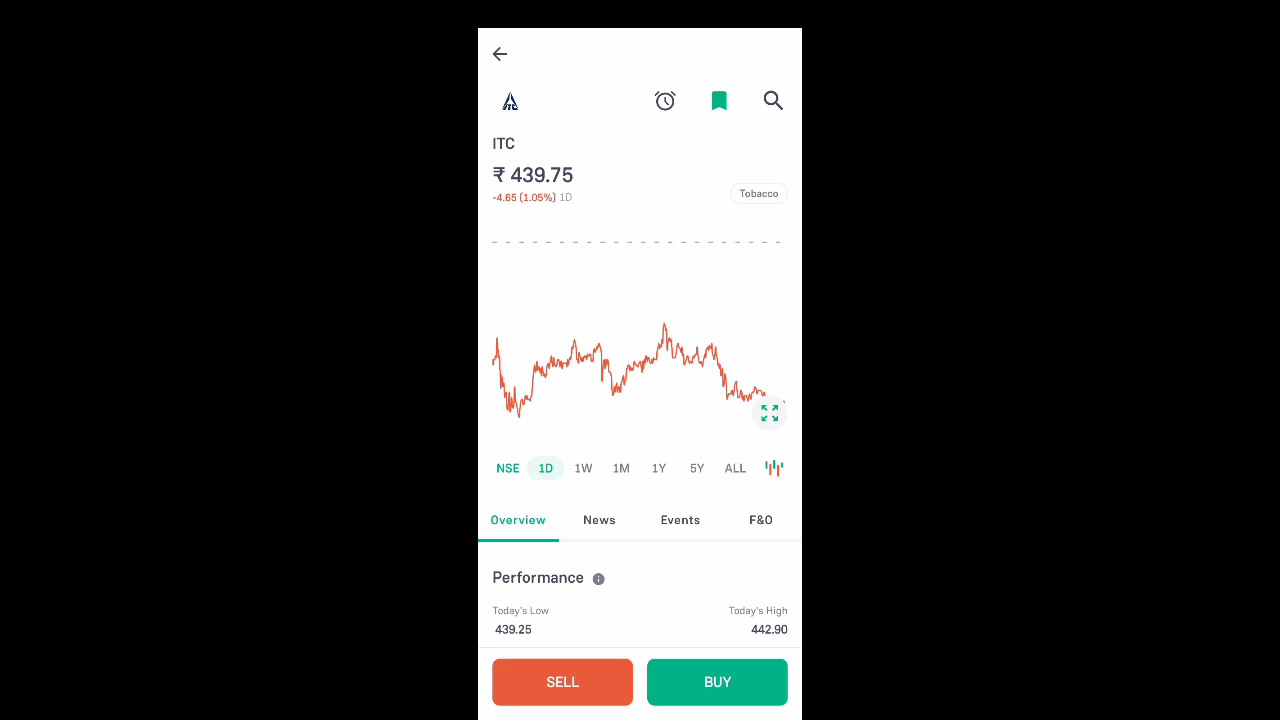 ITC
ITC
₹ 439.75
-4.65 (1.05%) 1D
Tobacco
NSE 1D 1W 1M 1Y 5Y ALL
Overview News Events F&O
Performance
Today's Low Today's High
439.25 442.90
SELL BUY